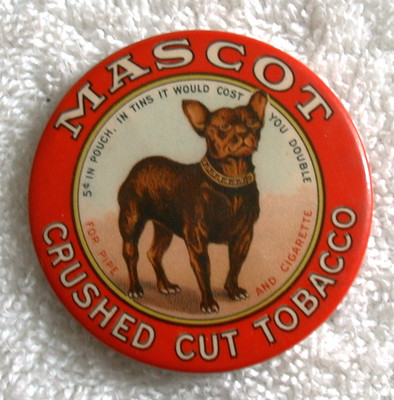 MASCOT
5¢ IN POUCH. IN TINS IT WOULD COST YOU DOUBLE
FOR PIPE AND CIGARETTE
CRUSHED CUT TOBACCO